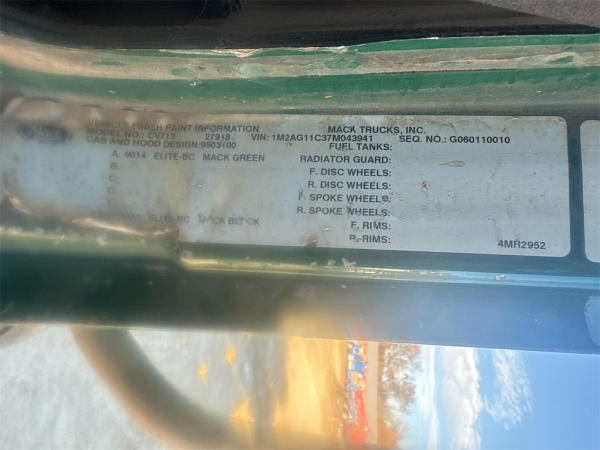 VEHICLE FINISH PAINT INFORMATION MACK TRUCKS, INC.
MODEL NO.: CV713 27918 VIN: 1M2AG11C37M043941 SEQ. NO.: G060110010
CAB AND HOOD DESIGN:9503100 FUEL TANKS:
A: 9014 ELITE-BC MACK GREEN RADIATOR GUARD:
B: F. DISC WHEELS:
C: R. DISC WHEELS:
F. SPOKE WHEELS:
ELITE-BC MACK BLACK R. SPOKE WHEELS:
F. RIMS:
R. RIMS: 4MR2952